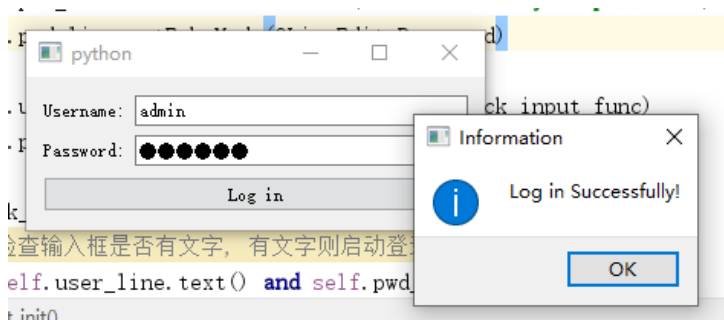 python
Username: admin
Password: ●●●●●●
Log in
Information
Log in Successfully!
OK
ck_input_func)
检查输入框是否有文字, 有文字则启动登
elf.user_line.text() and self.pwd_
t init()